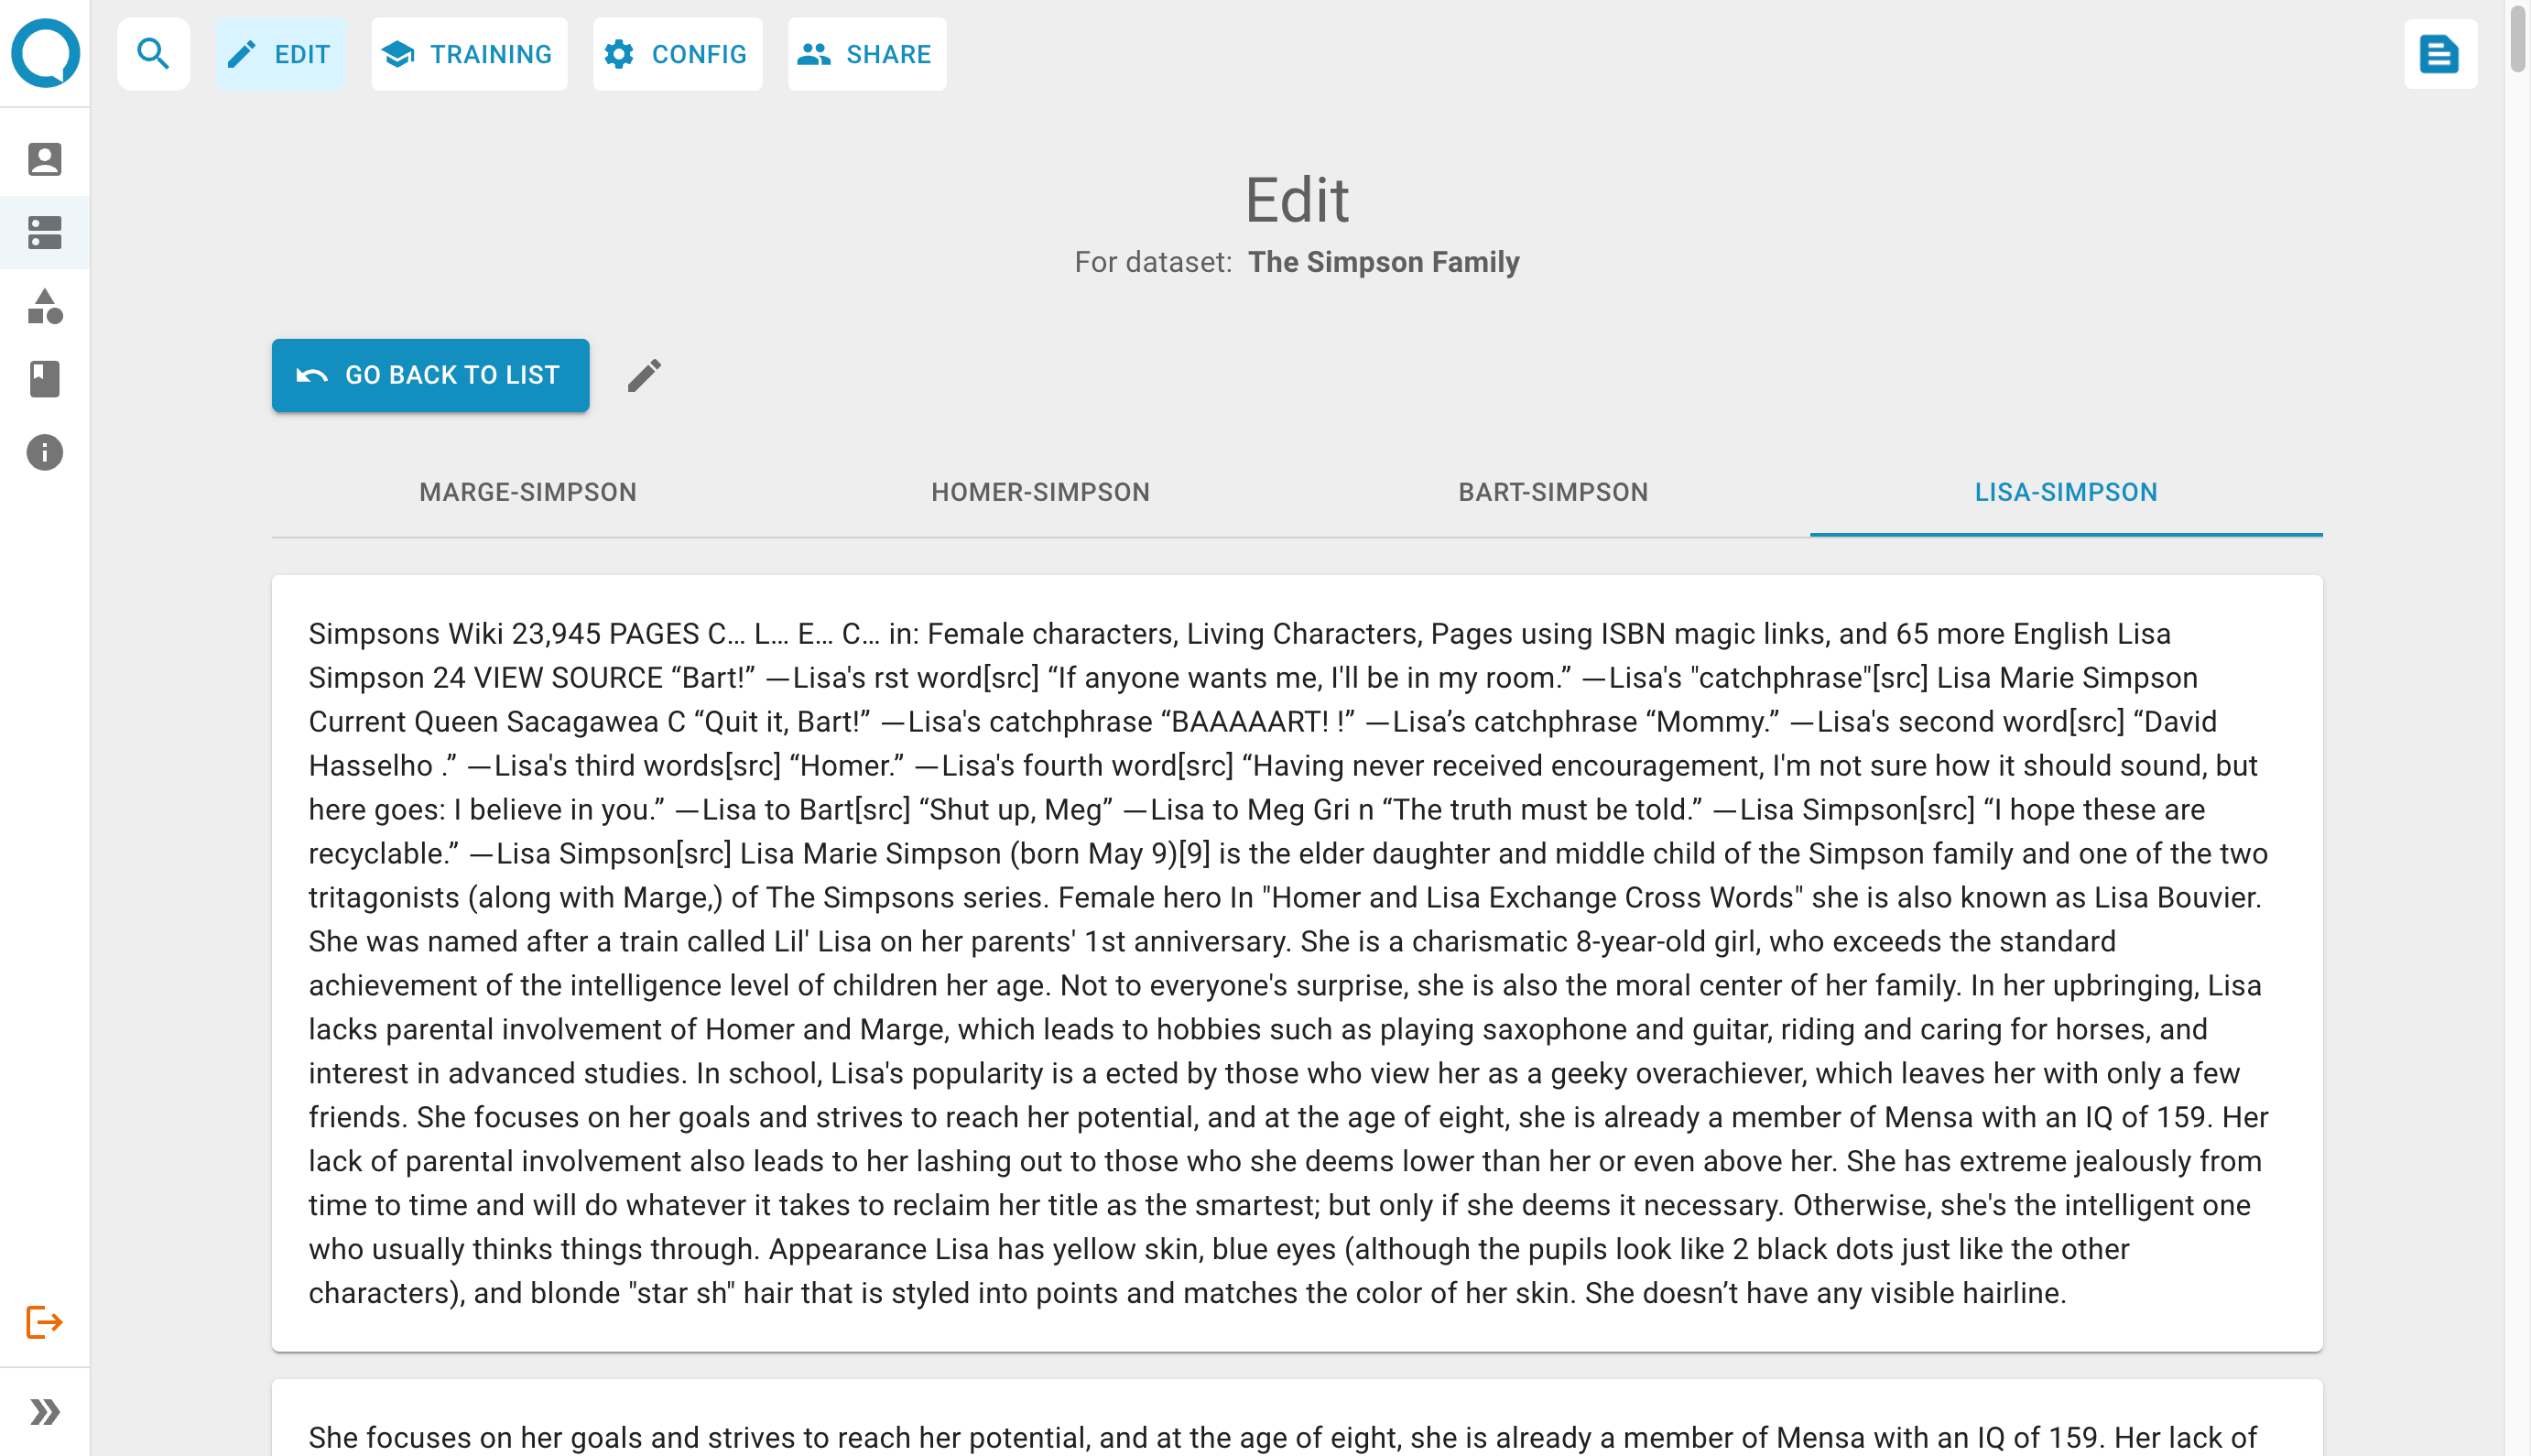 EDIT
TRAINING
CONFIG
SHARE
Edit
For dataset: The Simpson Family
GO BACK TO LIST
MARGE-SIMPSON
HOMER-SIMPSON
BART-SIMPSON
LISA-SIMPSON
Simpsons Wiki 23,945 PAGES C... L... E... C... in: Female characters, Living Characters, Pages using ISBN magic links, and 65 more English Lisa
Simpson 24 VIEW SOURCE “Bart!” —Lisa's rst word[src] “If anyone wants me, I'll be in my room.” —Lisa's "catchphrase"[src] Lisa Marie Simpson
Current Queen Sacagawea C “Quit it, Bart!” —Lisa's catchphrase “BAAAAART! !” —Lisa’s catchphrase “Mommy.” —Lisa's second word[src] “David
Hasselho .” —Lisa's third words[src] “Homer.” —Lisa's fourth word[src] “Having never received encouragement, I'm not sure how it should sound, but
here goes: I believe in you.” —Lisa to Bart[src] “Shut up, Meg” —Lisa to Meg Gri n “The truth must be told.” —Lisa Simpson[src] “I hope these are
recyclable.” —Lisa Simpson[src] Lisa Marie Simpson (born May 9)[9] is the elder daughter and middle child of the Simpson family and one of the two
tritagonists (along with Marge,) of The Simpsons series. Female hero In "Homer and Lisa Exchange Cross Words" she is also known as Lisa Bouvier.
She was named after a train called Lil' Lisa on her parents' 1st anniversary. She is a charismatic 8-year-old girl, who exceeds the standard
achievement of the intelligence level of children her age. Not to everyone's surprise, she is also the moral center of her family. In her upbringing, Lisa
lacks parental involvement of Homer and Marge, which leads to hobbies such as playing saxophone and guitar, riding and caring for horses, and
interest in advanced studies. In school, Lisa's popularity is a ected by those who view her as a geeky overachiever, which leaves her with only a few
friends. She focuses on her goals and strives to reach her potential, and at the age of eight, she is already a member of Mensa with an IQ of 159. Her
lack of parental involvement also leads to her lashing out to those who she deems lower than her or even above her. She has extreme jealously from
time to time and will do whatever it takes to reclaim her title as the smartest; but only if she deems it necessary. Otherwise, she's the intelligent one
who usually thinks things through. Appearance Lisa has yellow skin, blue eyes (although the pupils look like 2 black dots just like the other
characters), and blonde "star sh" hair that is styled into points and matches the color of her skin. She doesn’t have any visible hairline.
She focuses on her goals and strives to reach her potential, and at the age of eight, she is already a member of Mensa with an IQ of 159. Her lack of